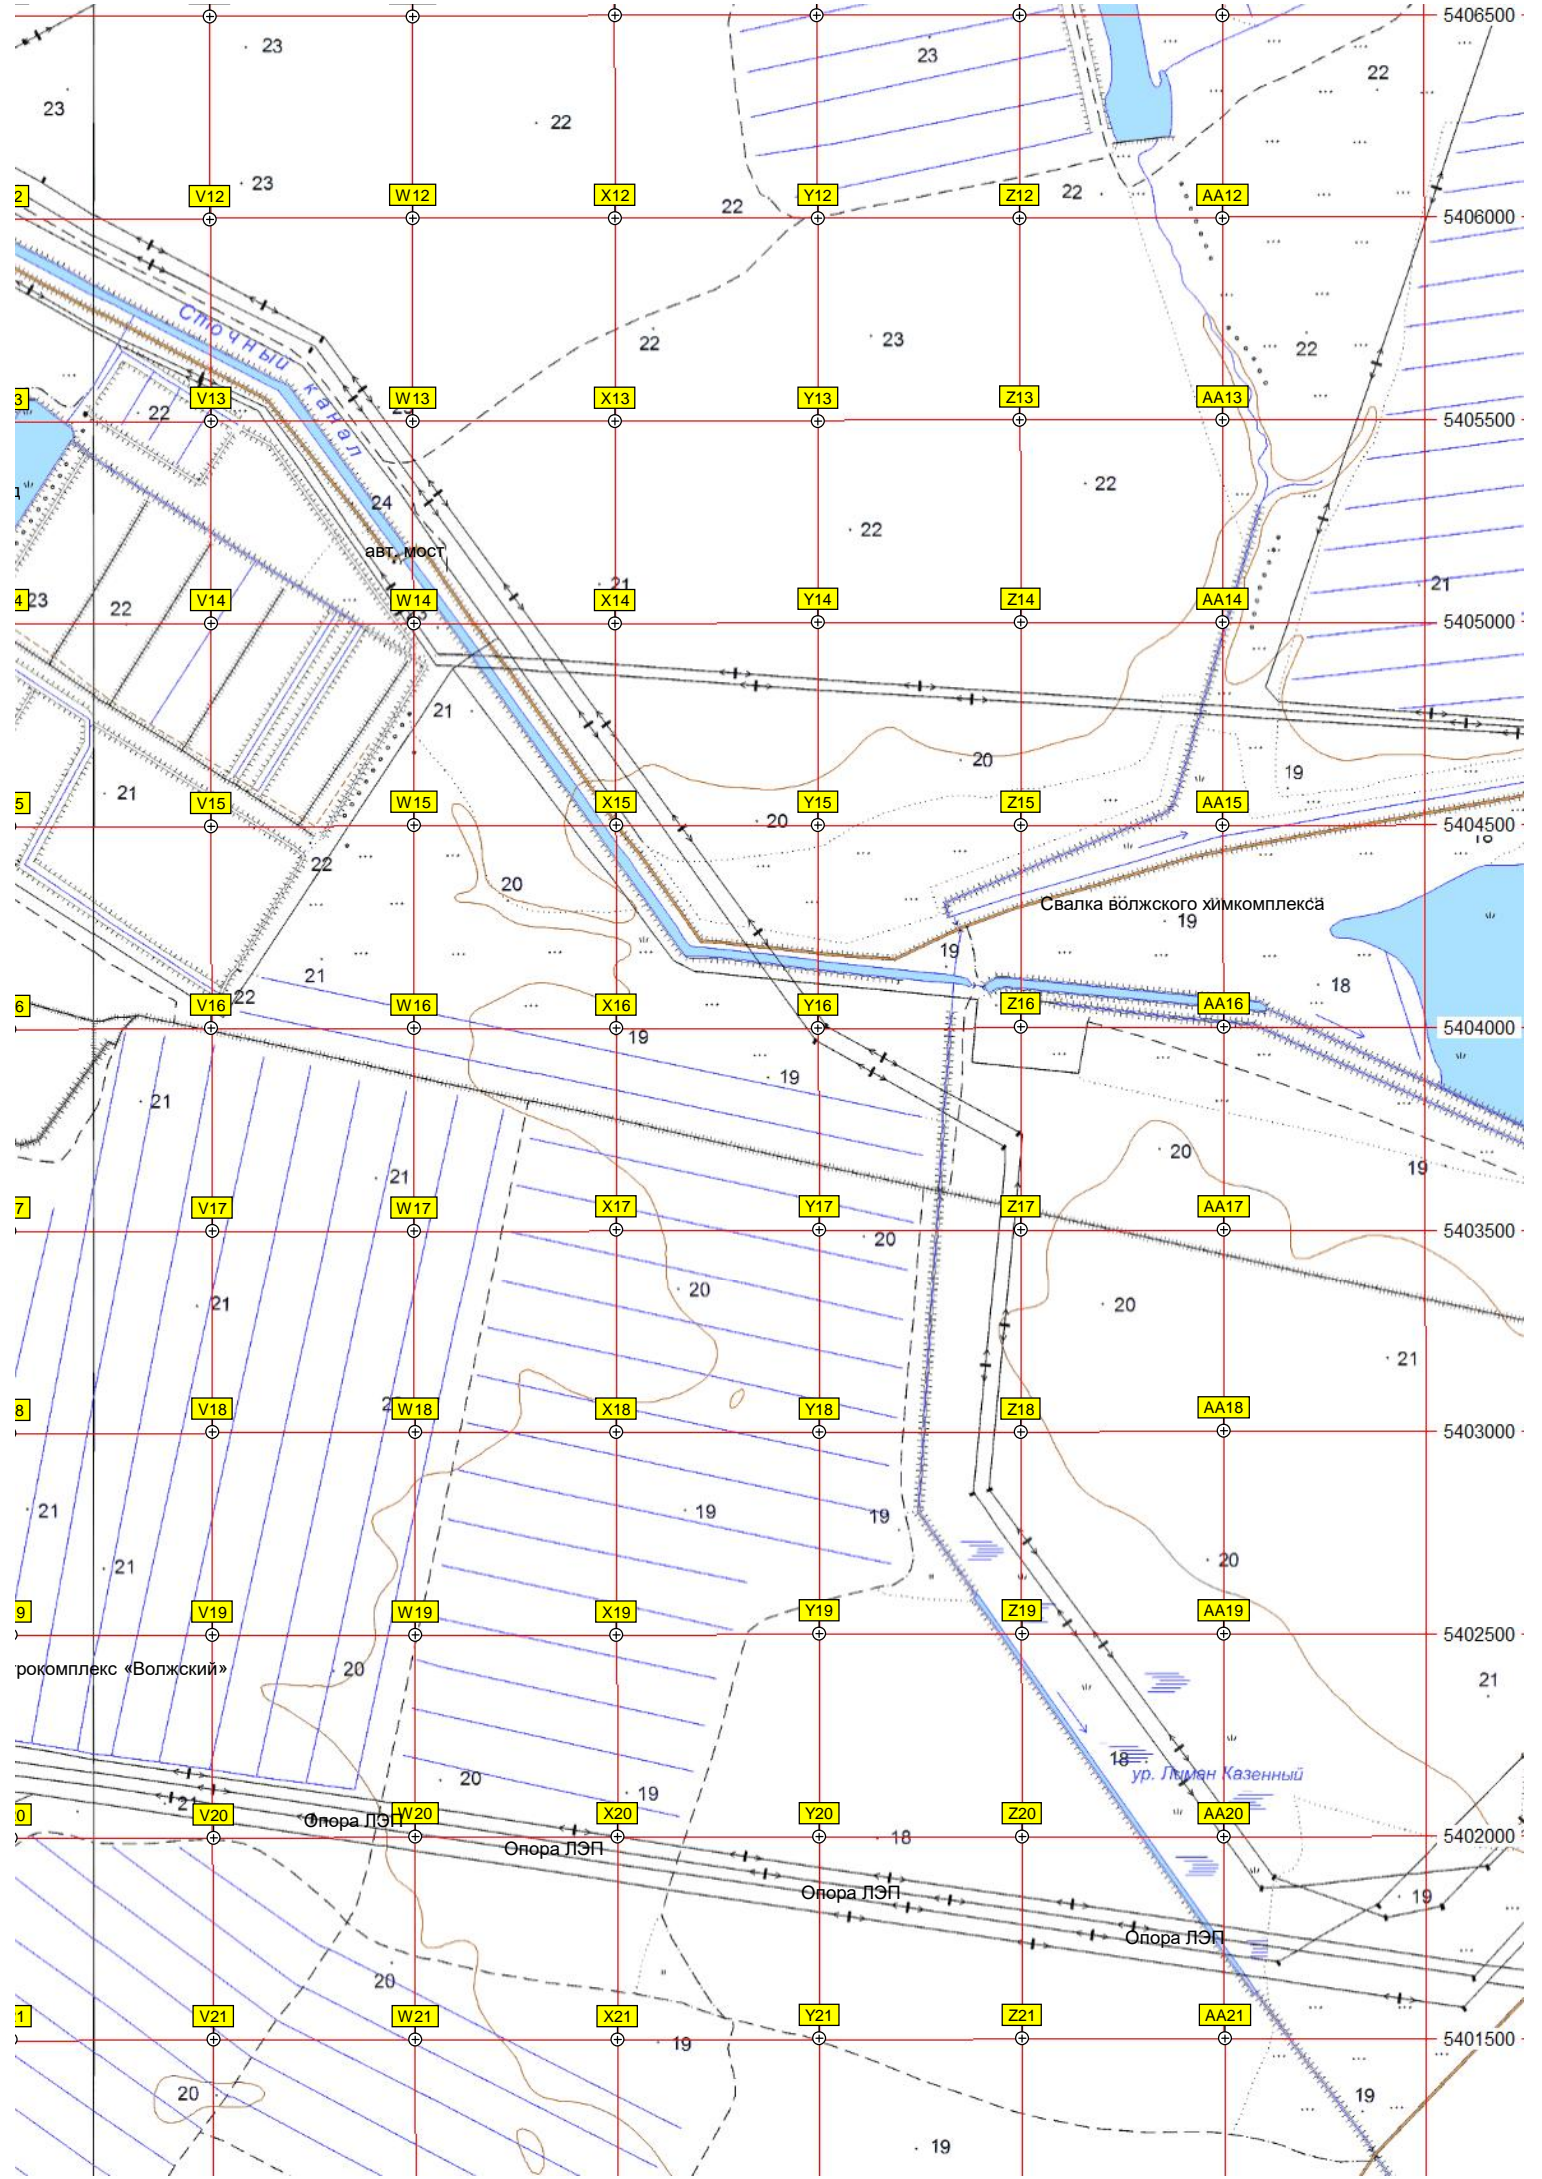 5406500
23
23
22
23
22
23
V12
W12
X12
22
Y12
Z12
22
AA12
5406000
Сточный канал
22
23
22
V13
22
W13
X13
Y13
Z13
AA13
5405500
24
22
22
авт. мост
21
21
23
22
V14
W14
X14
Y14
Z14
AA14
5405000
21
20
19
21
V15
W15
X15
20
Y15
Z15
AA15
5404500
22
20
Свалка волжского химкомплекса
19
19
21
18
22
V16
W16
X16
Y16
Z16
AA16
5404000
19
19
21
20
19
21
V17
W17
X17
Y17
Z17
AA17
5403500
20
20
20
21
21
V18
W18
X18
Y18
Z18
AA18
5403000
21
19
19
20
21
V19
W19
X19
Y19
Z19
AA19
5402500
рокомплекс «Волжский»
20
21
18
ур. Лиман Казенный
20
19
21
V20
Опора ЛЭП
W20
X20
Y20
18
Z20
AA20
5402000
Опора ЛЭП
Опора ЛЭП
19
Опора ЛЭП
20
V21
W21
X21
Y21
Z21
AA21
5401500
19
20
19
19